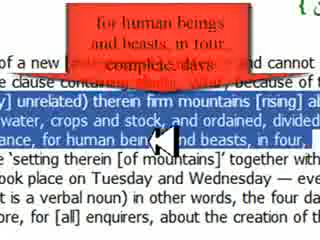 for human beings
and beasts, in four,
complete, days
of a new and cannot
e clause containing because of
y] unrelated) therein firm mountains [rising] ab
water, crops and stock, and ordained, divided
ance, for human bein nd beasts, in four,
e ‘setting therein [of mountains]’ together with
ook place on Tuesday and Wednesday — eve
t is a verbal noun) in other words, the four da
ore, for [all] enquirers, about the creation of th